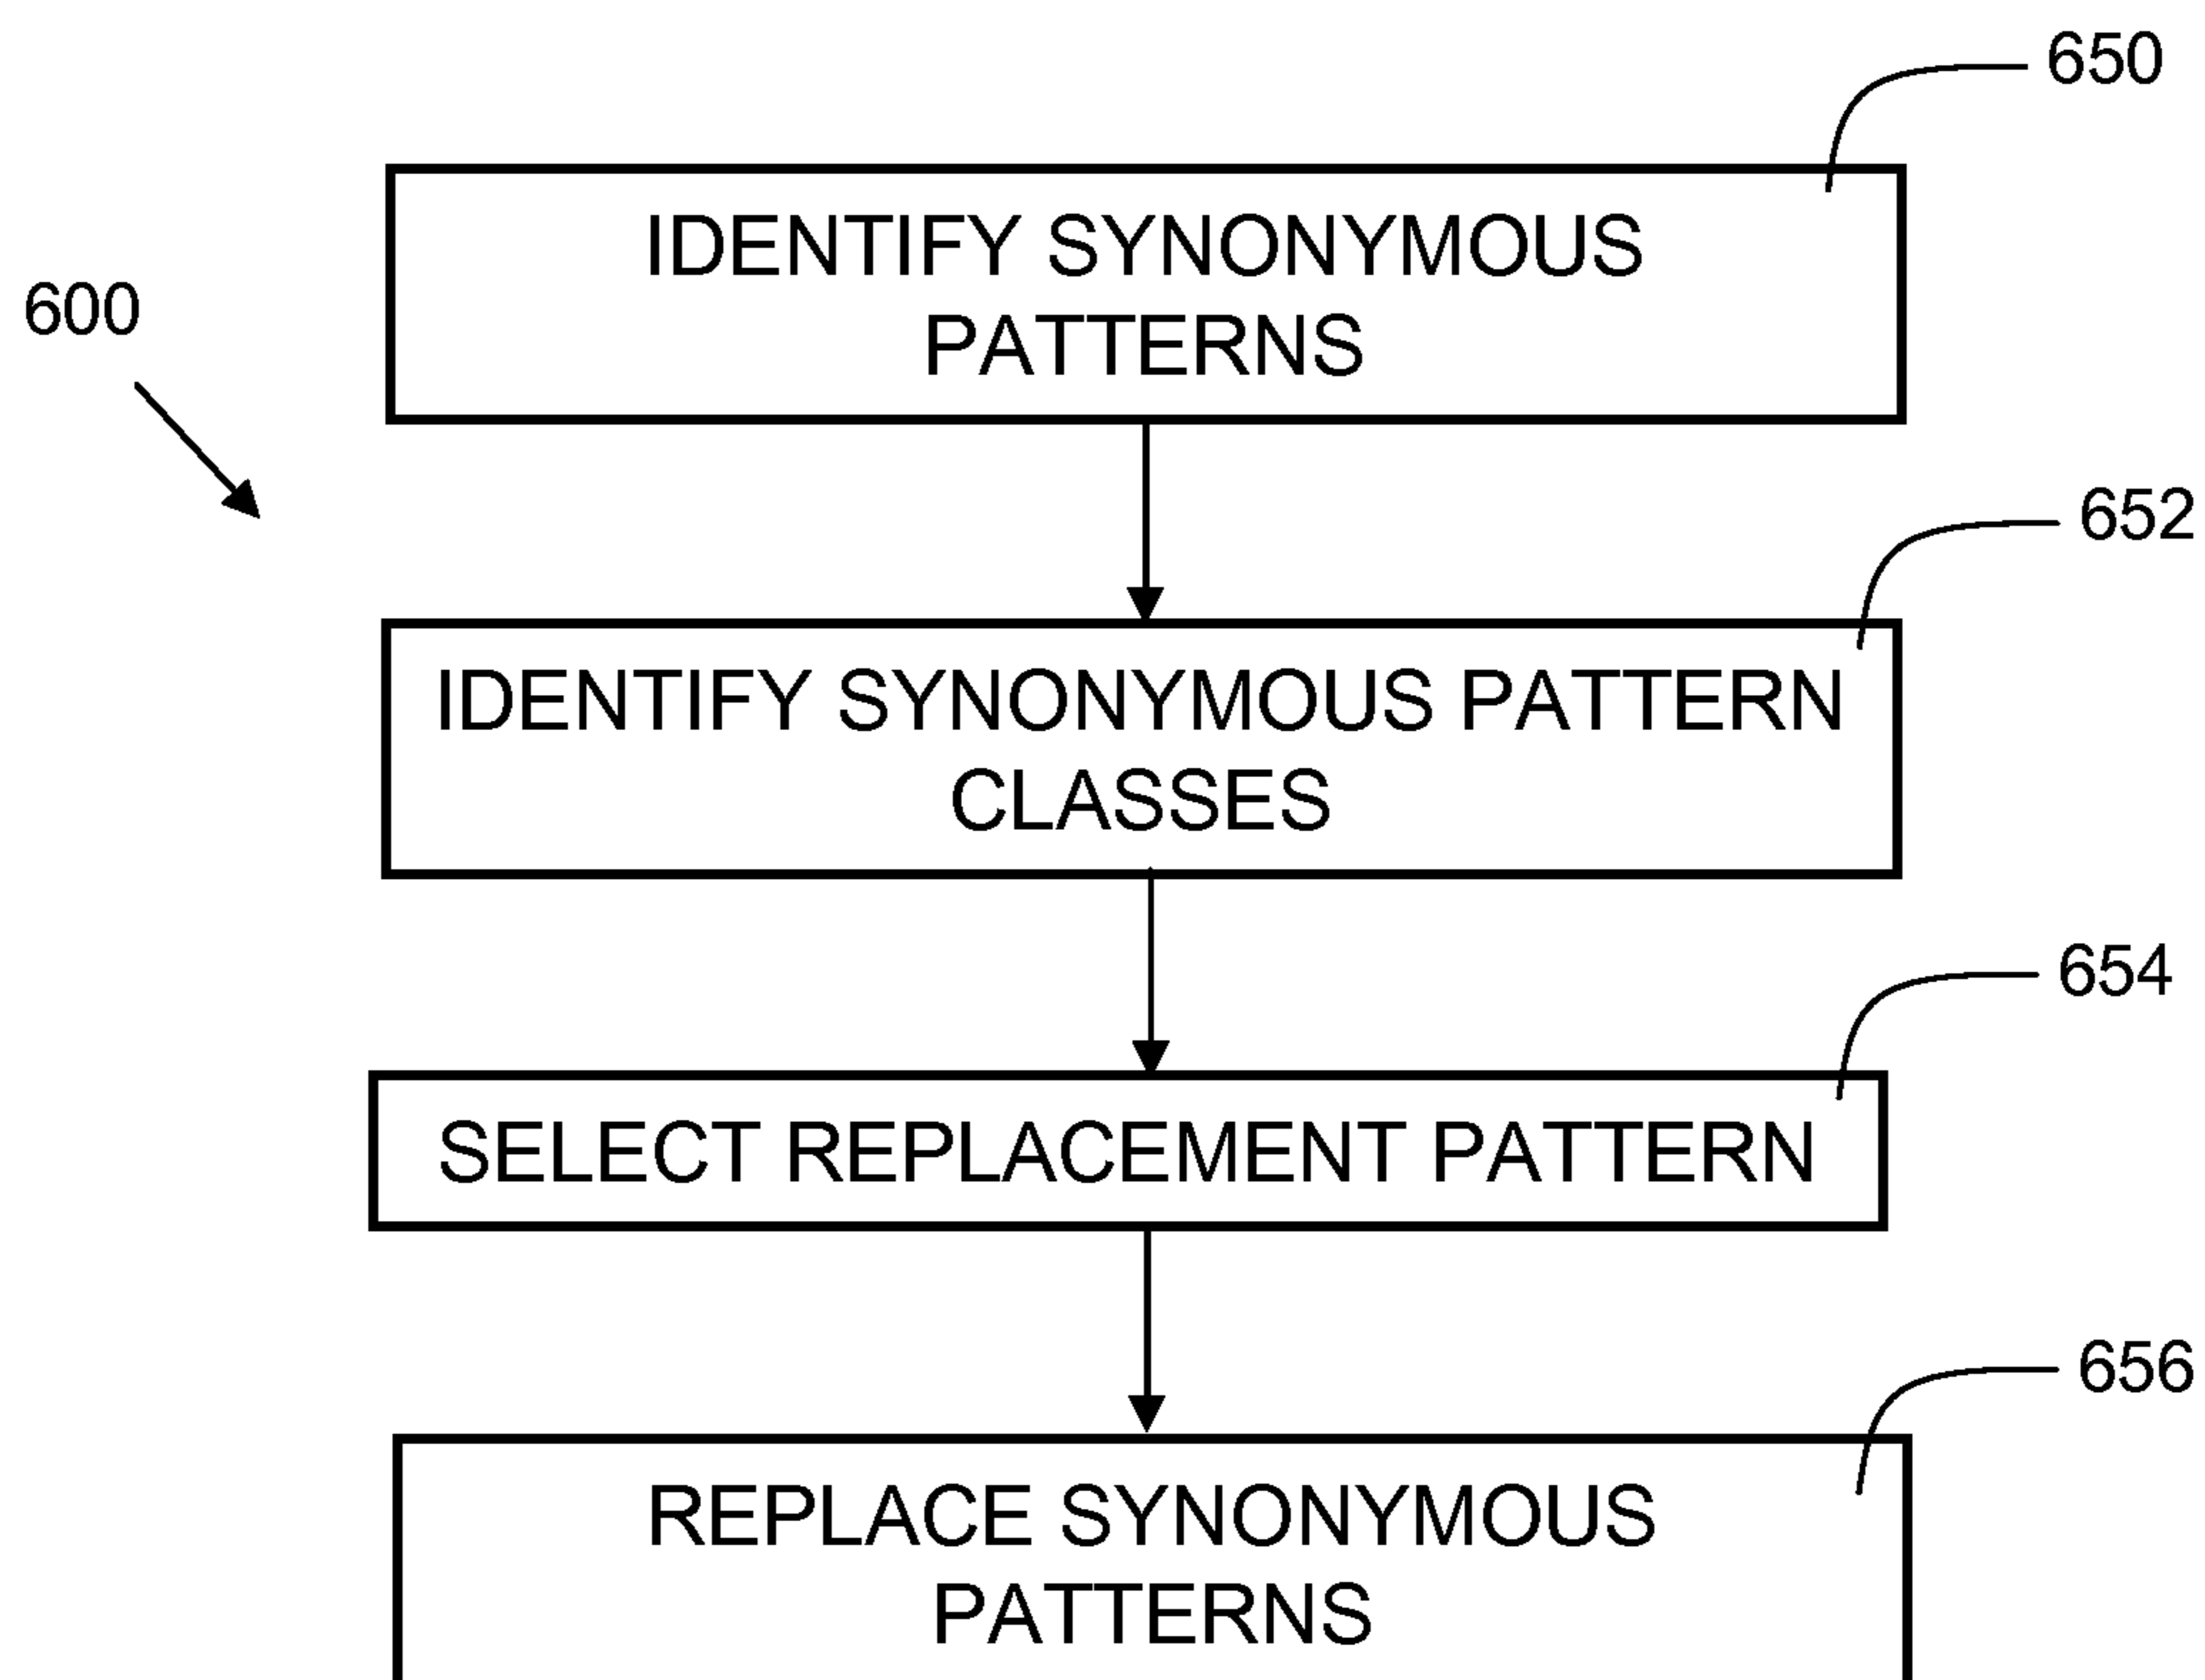 650
IDENTIFY SYNONYMOUS
PATTERNS
600
652
IDENTIFY SYNONYMOUS PATTERN
CLASSES
654
SELECT REPLACEMENT PATTERN
656
REPLACE SYNONYMOUS
PATTERNS